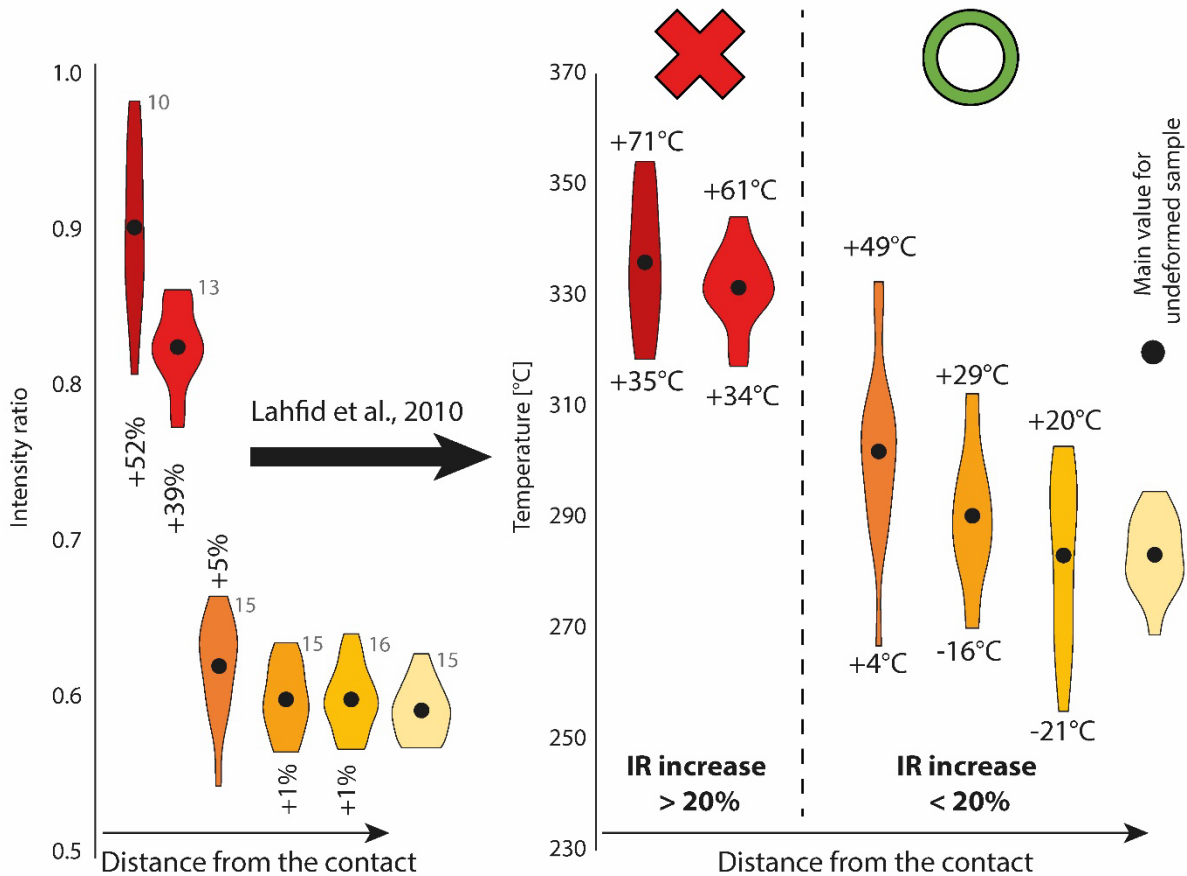 1.0
0.9
0.8
0.7
0.6
0.5
Intensity ratio
10
13
+52%
+39%
+5%
15
15
16
15
+1%
+1%
Distance from the contact
Lahfid et al., 2010
370
350
330
310
290
270
250
230
Temperature [°C]
+71°C
+61°C
+35°C
+34°C
+49°C
+29°C
+20°C
+4°C
-16°C
-21°C
IR increase
> 20%
IR increase
< 20%
Distance from the contact
Main value for
undeformed sample